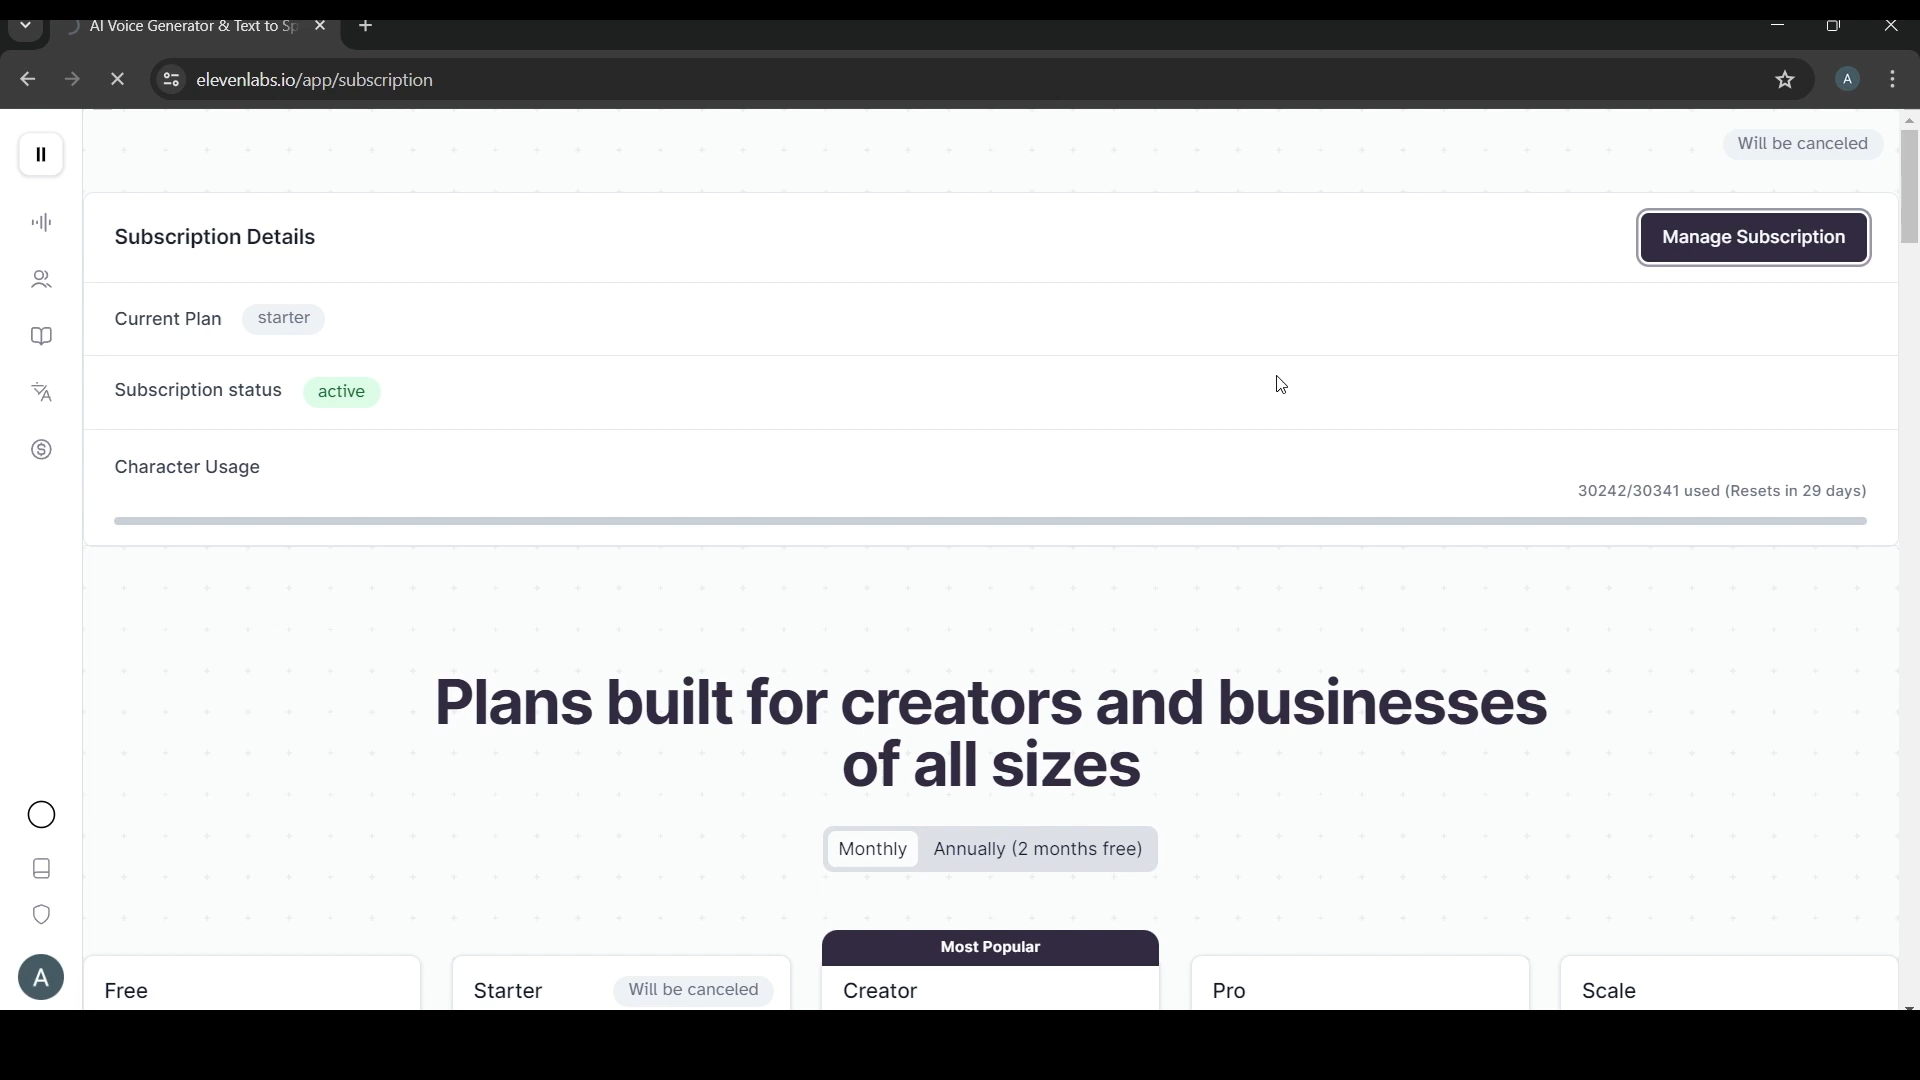 AI Voice Generator & Text to Sp
elevenlabs.io/app/subscription
A
Will be canceled
Subscription Details
Manage Subscription
Current Plan
starter
Subscription status
active
Character Usage
30242/30341 used (Resets in 29 days)
Plans built for creators and businesses
of all sizes
Monthly
Annually (2 months free)
Most Popular
Free
Starter
Will be canceled
Creator
Pro
Scale
A